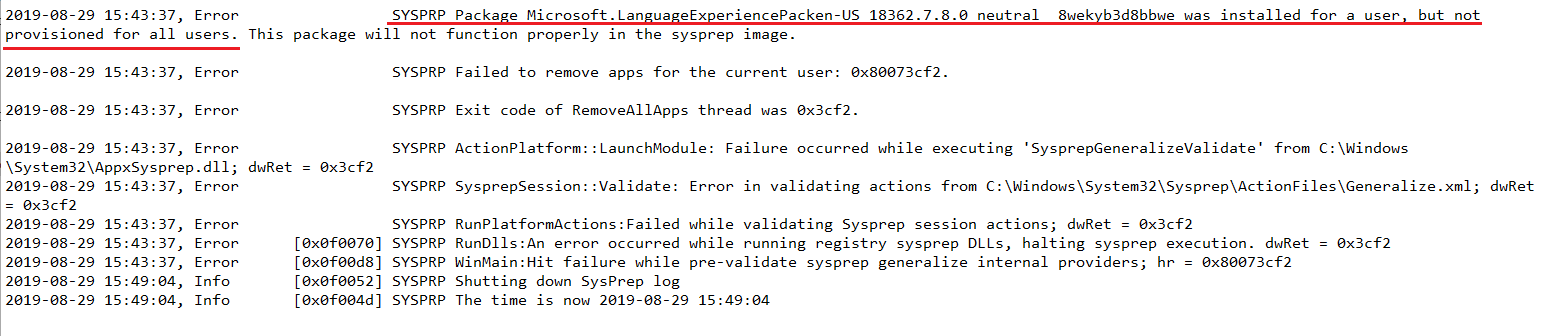 2019-08-29 15:43:37, Error SYSPRP Package Microsoft.LanguageExperiencePacken-US 18362.7.8.0 neutral 8wekyb3d8bbwe was installed for a user, but not
provisioned for all users. This package will not function properly in the sysprep image.
2019-08-29 15:43:37, Error SYSPRP Failed to remove apps for the current user: 0x80073cf2.
2019-08-29 15:43:37, Error SYSPRP Exit code of RemoveAllApps thread was 0x3cf2.
2019-08-29 15:43:37, Error SYSPRP ActionPlatform::LaunchModule: Failure occurred while executing 'SysprepGeneralizeValidate' from C:\Windows
\System32\AppxSysprep.dll; dwRet = 0x3cf2
2019-08-29 15:43:37, Error SYSPRP SysprepSession::Validate: Error in validating actions from C:\Windows\System32\Sysprep\ActionFiles\Generalize.xml; dwRet
= 0x3cf2
2019-08-29 15:43:37, Error SYSPRP RunPlatformActions:Failed while validating Sysprep session actions; dwRet = 0x3cf2
2019-08-29 15:43:37, Error [0x0f0070] SYSPRP RunDlls:An error occurred while running registry sysprep DLLs, halting sysprep execution. dwRet = 0x3cf2
2019-08-29 15:43:37, Error [0x0f00d8] SYSPRP WinMain:Hit failure while pre-validate sysprep generalize internal providers; hr = 0x80073cf2
2019-08-29 15:49:04, Info [0x0f0052] SYSPRP Shutting down SysPrep log
2019-08-29 15:49:04, Info [0x0f004d] SYSPRP The time is now 2019-08-29 15:49:04